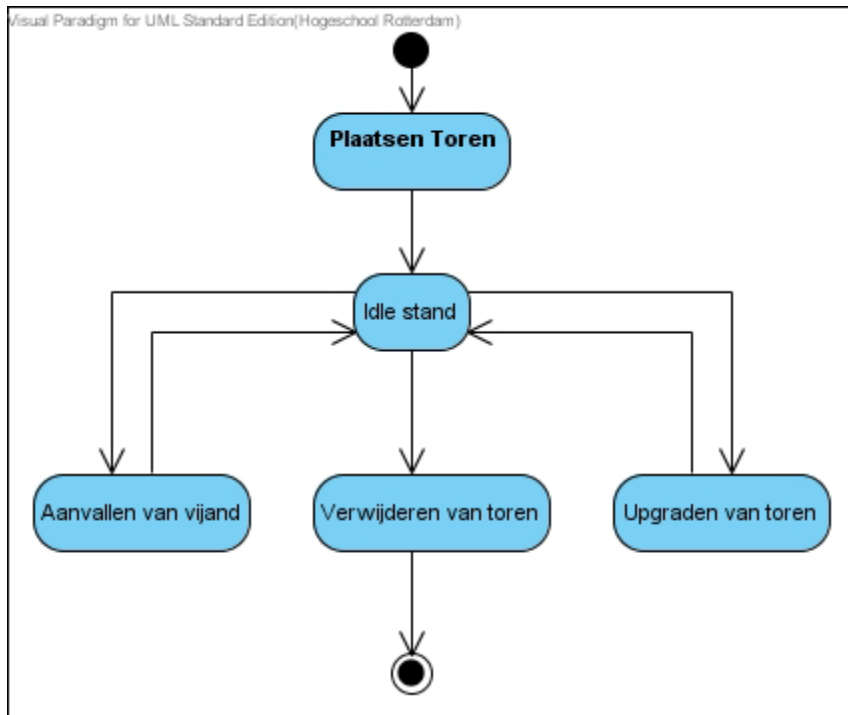 Visual Paradigm for UML Standard Edition(Hogeschool Rotterdam)
Plaatsen Toren
Idle stand
Aanvallen van vijand
Verwijderen van toren
Upgraden van toren